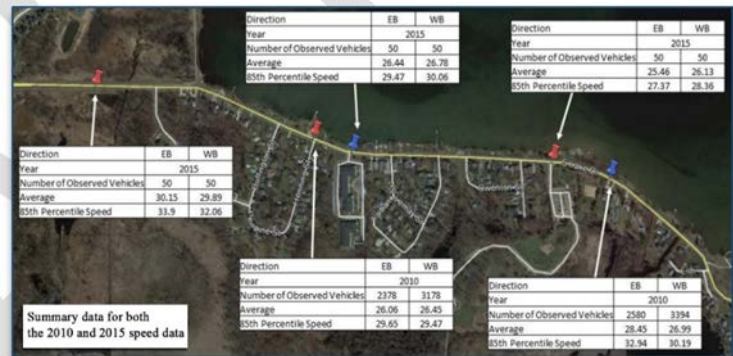 Direction EB WB
Year 2015
Number of Observed Vehicles 50 50
Average 26.44 26.78
85th Percentile Speed 29.47 30.06
Direction EB WB
Year 2015
Number of Observed Vehicles 50 50
Average 25.46 26.13
85th Percentile Speed 27.37 28.36
Direction EB WB
Year 2015
Number of Observed Vehicles 50 50
Average 30.15 29.89
85th Percentile Speed 33.9 32.06
Direction EB WB
Year 2010
Number of Observed Vehicles 2378 3178
Average 26.06 26.45
85th Percentile Speed 29.65 29.47
Direction EB WB
Year 2010
Number of Observed Vehicles 2580 3394
Average 28.45 26.99
85th Percentile Speed 32.94 30.19
Summary data for both
the 2010 and 2015 speed data